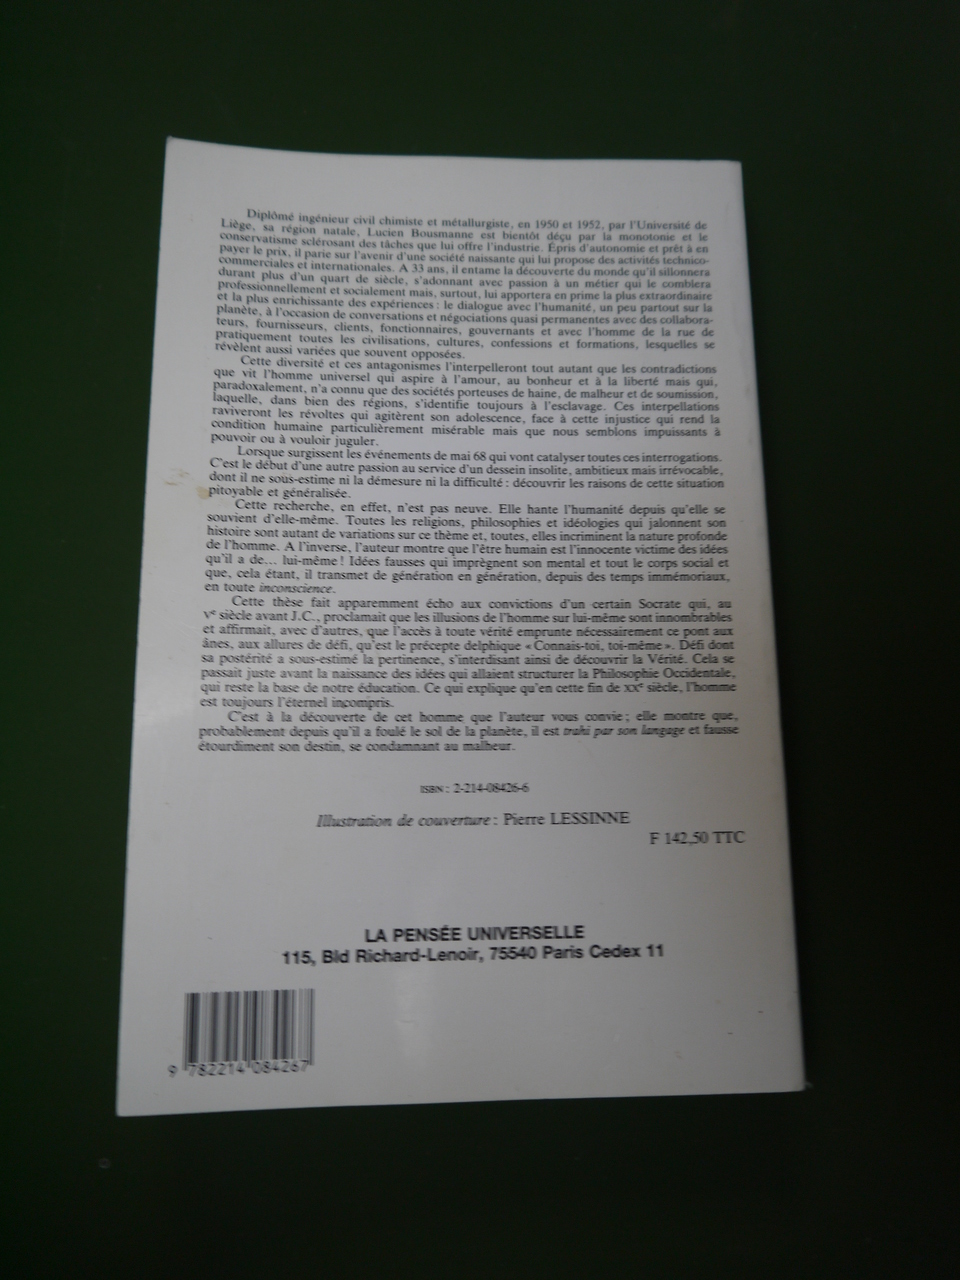 Diplômé ingénieur civil chimiste et métallurgiste, en 1950 et 1952, par l'Université de
Liège, sa région natale, Lucien Bousmanne est bientôt déçu par la monotonie et le
conservatisme sclérosant des tâches que lui offre l'industrie. Épris d'autonomie et prêt à en
payer le prix, il parie sur l'avenir d'une société naissante qui lui propose des activités technico-
commerciales et internationales. A 33 ans, il entame la découverte du monde qu'il sillonnera
durant plus d'un quart de siècle, s'adonnant avec passion à un métier qui le comblera
professionnellement et socialement mais, surtout, lui apportera en prime la plus extraordinaire
et la plus enrichissante des expériences : le dialogue avec l'humanité, un peu partout sur la
planète, à l'occasion de conversations et négociations quasi permanentes avec des collabora-
teurs, fournisseurs, clients, fonctionnaires, gouvernants et avec l'homme de la rue de
pratiquement toutes les civilisations, cultures, confessions et formations, lesquelles se
révèlent aussi variées que souvent opposées.
Cette diversité et ces antagonismes l'interpelleront tout autant que les contradictions
que vit l'homme universel qui aspire à l'amour, au bonheur et à la liberté mais qui,
paradoxalement, n'a connu que des sociétés porteuses de haine, de malheur et de soumission,
laquelle, dans bien des régions, s'identifie toujours à l'esclavage. Ces interpellations
raviveront les révoltes qui agitèrent son adolescence, face à cette injustice qui rend la
condition humaine particulièrement misérable mais que nous semblons impuissants à
pouvoir ou à vouloir juguler.
Lorsque surgissent les événements de mai 68 qui vont catalyser toutes ces interrogations.
C'est le début d'une autre passion au service d'un dessein insolite, ambitieux mais irrévocable,
dont il ne sous-estime ni la démesure ni la difficulté : découvrir les raisons de cette situation
pitoyable et généralisée.
Cette recherche, en effet, n'est pas neuve. Elle hante l'humanité depuis qu'elle se
souvient d'elle-même. Toutes les religions, philosophies et idéologies qui jalonnent son
histoire sont autant de variations sur ce thème et, toutes, elles incriminent la nature profonde
de l'homme. A l'inverse, l'auteur montre que l'être humain est l'innocente victime des idées
qu'il a de... lui-même ! Idées fausses qui imprègnent son mental et tout le corps social et
que, cela étant, il transmet de génération en génération, depuis des temps immémoriaux,
en toute inconscience.
Cette thèse fait apparemment écho aux convictions d'un certain Socrate qui, au
Ve siècle avant J.C., proclamait que les illusions de l'homme sur lui-même sont innombrables
et affirmait, avec d'autres, que l'accès à toute vérité emprunte nécessairement ce pont aux
ânes, aux allures de défi, qu'est le précepte delphique « Connais-toi, toi-même ». Défi dont
sa postérité a sous-estimé la pertinence, s'interdisant ainsi de découvrir la Vérité. Cela se
passait juste avant la naissance des idées qui allaient structurer la Philosophie Occidentale,
qui reste la base de notre éducation. Ce qui explique qu'en cette fin de XXe siècle, l'homme
est toujours l'éternel incompris.
C'est à la découverte de cet homme que l'auteur vous convie ; elle montre que,
probablement depuis qu'il a foulé le sol de la planète, il est trahi par son langage et fausse
étourdiment son destin, se condamnant au malheur.
ISBN : 2-214-08426-6
Illustration de couverture : Pierre LESSINNE
F 142,50 TTC
LA PENSÉE UNIVERSELLE
115, Bld Richard-Lenoir, 75540 Paris Cedex 11
9 782214 084267